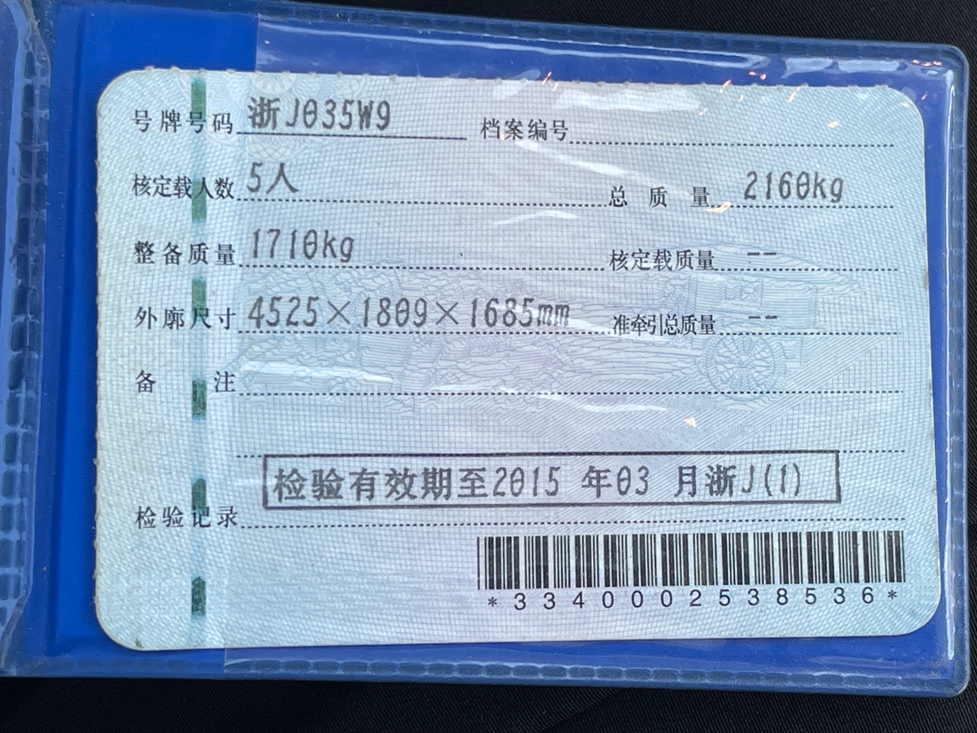 号牌号码 浙J035W9 档案编号
核定载人数 5人 总质量 2160kg
整备质量 1710kg 核定载质量 --
外廓尺寸 4525×1809×1685mm 准牵引总质量 --
备注
检验有效期至2015 年03 月浙J(1)
检验记录
*3340002538536*